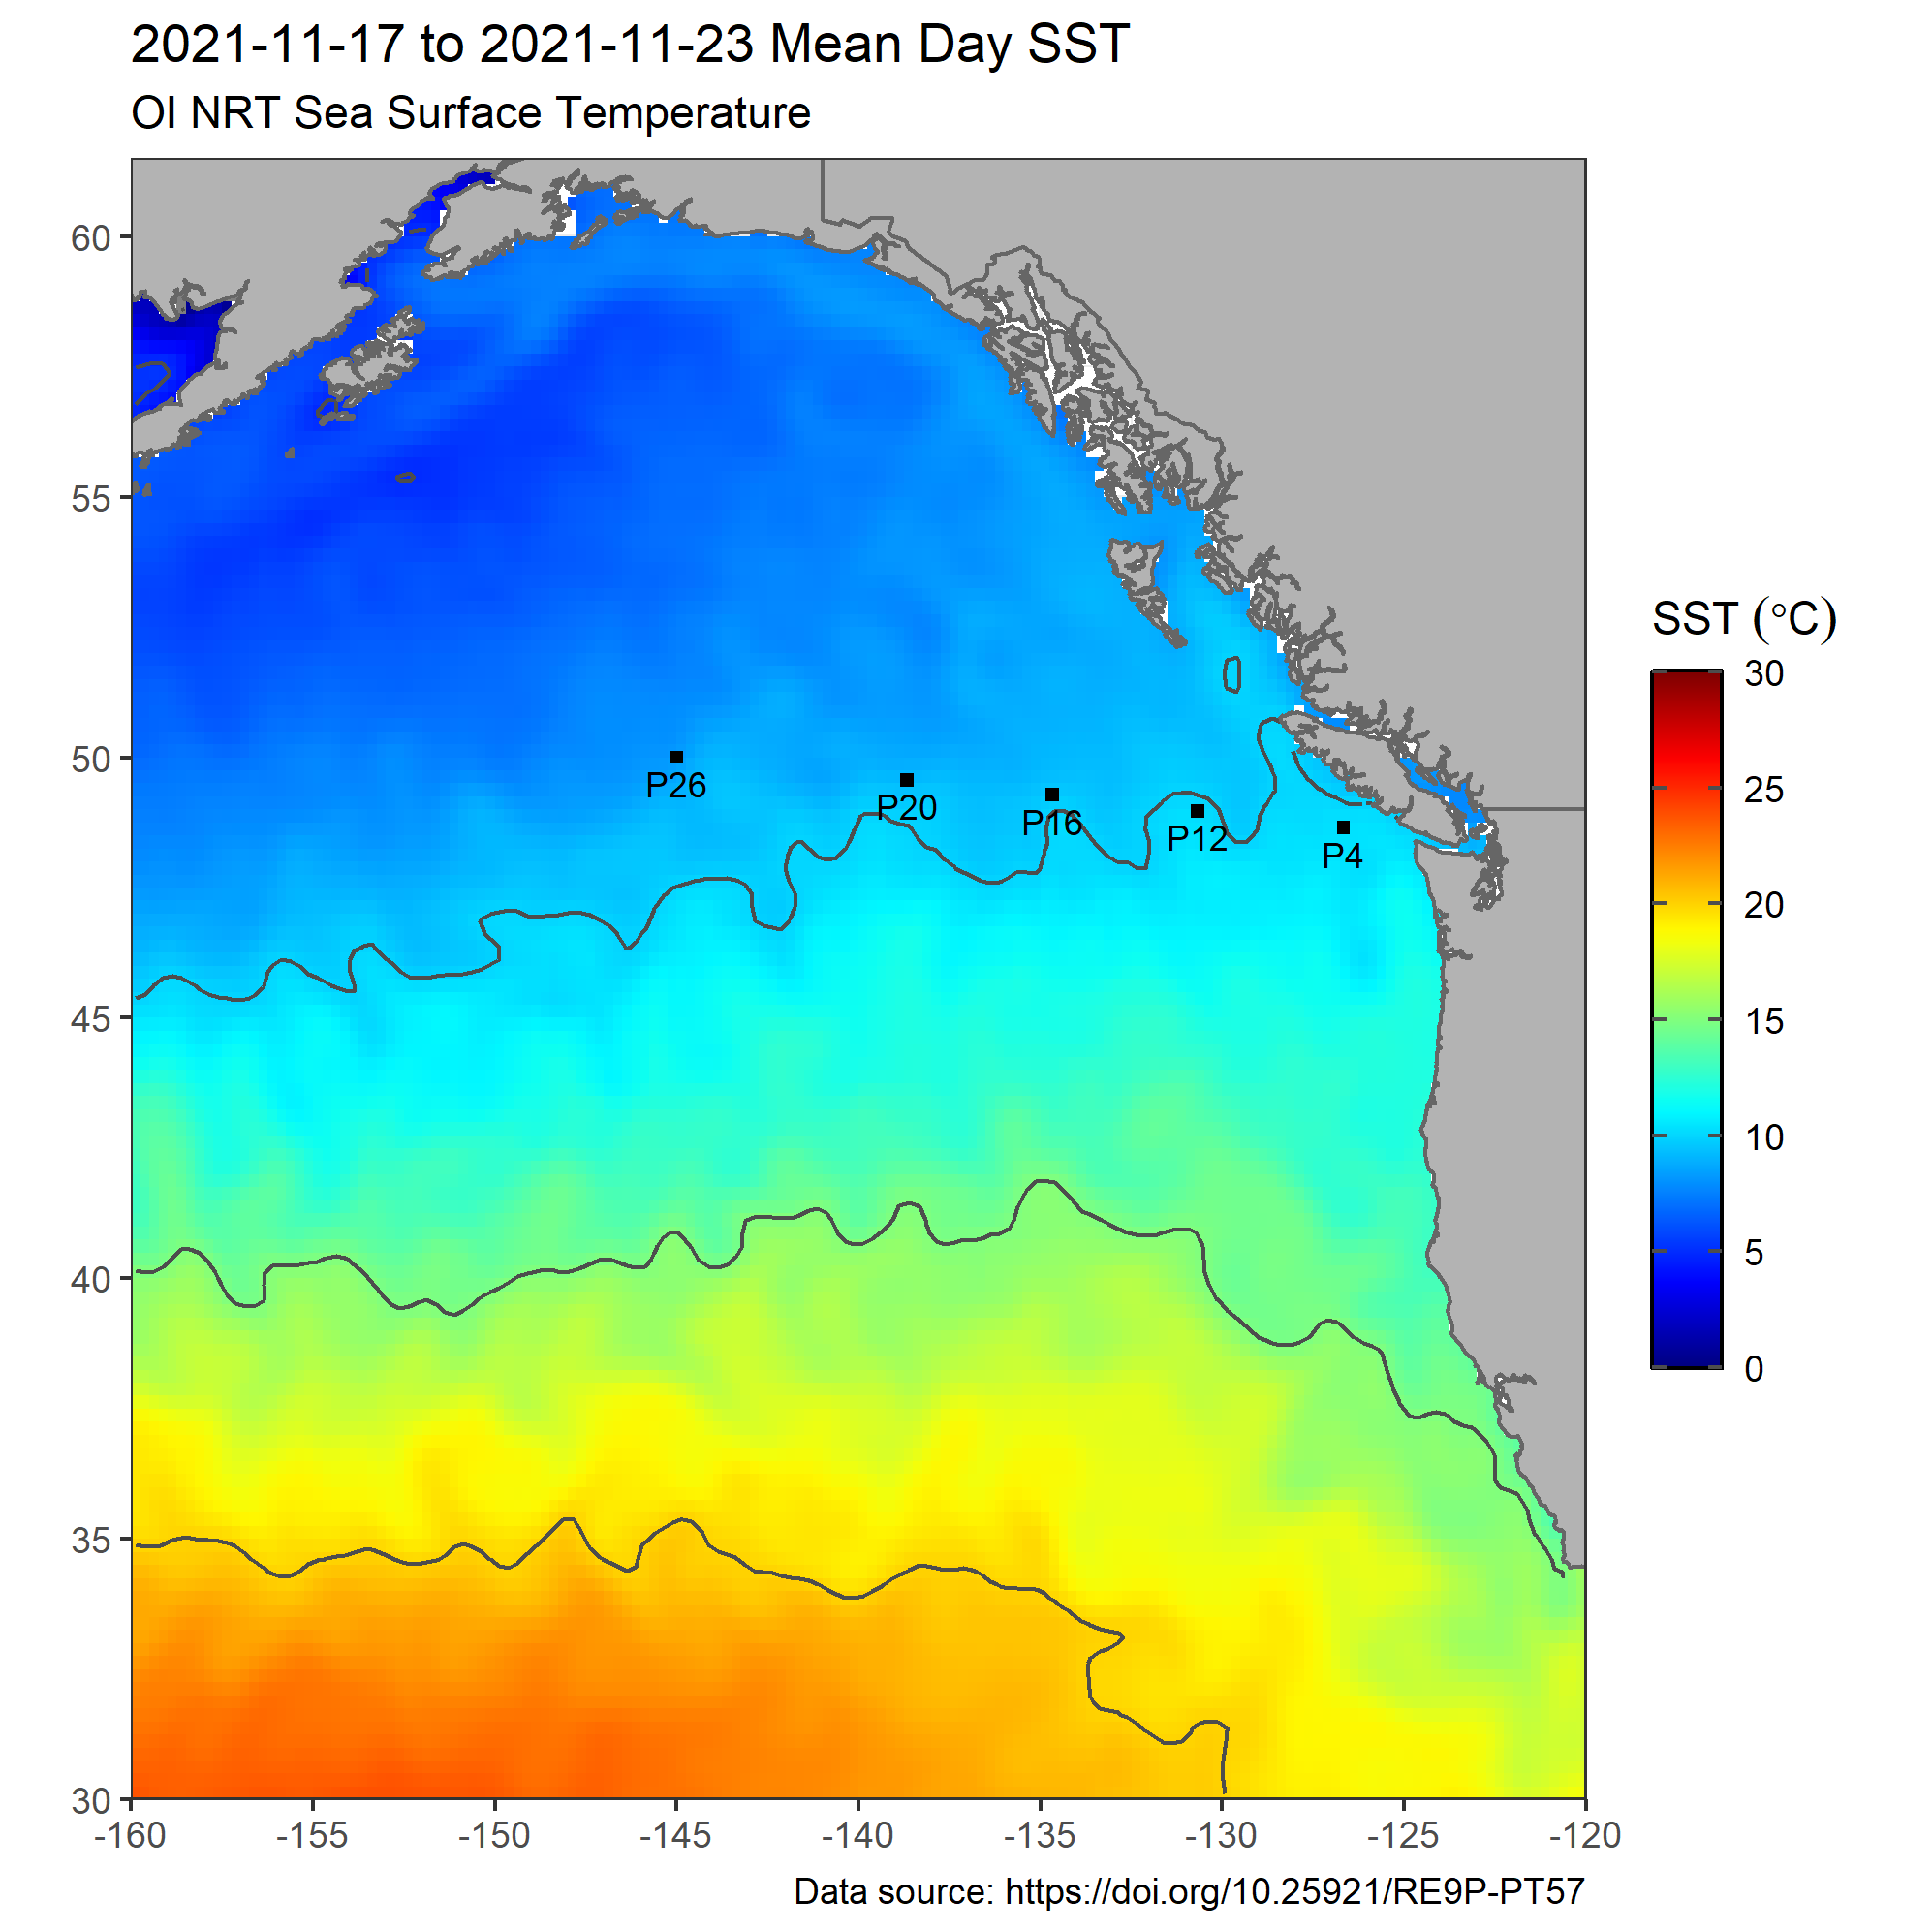 2021-11-17 to 2021-11-23 Mean Day SST
OI NRT Sea Surface Temperature
60
55
50
45
40
35
30
-160
-155
-150
-145
-140
-135
-130
-125
-120
P26
P20
P16
P12
P4
SST (°C)
30
25
20
15
10
5
0
Data source: https://doi.org/10.25921/RE9P-PT57